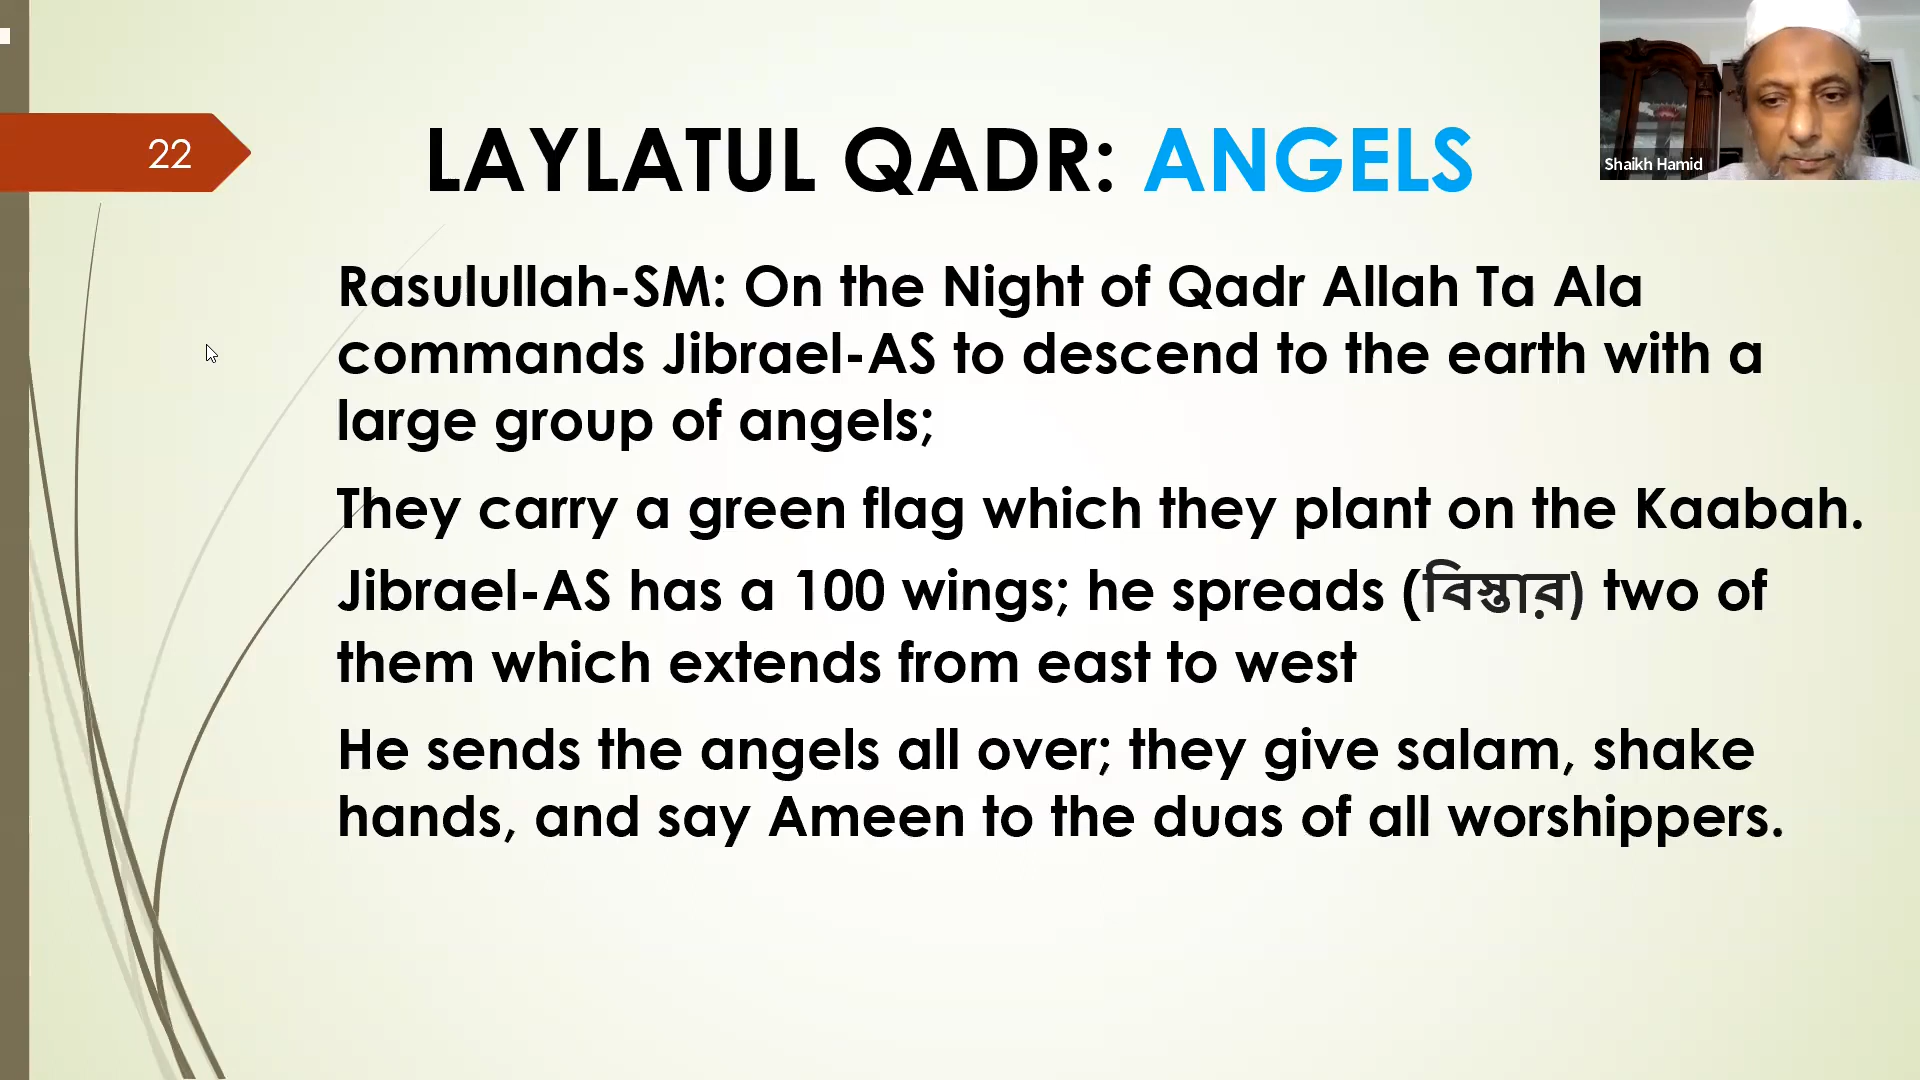 22
LAYLATUL QADR: ANGELS
Shaikh Hamid
Rasulullah-SM: On the Night of Qadr Allah Ta Ala
commands Jibrael-AS to descend to the earth with a
large group of angels;
They carry a green flag which they plant on the Kaabah.
Jibrael-AS has a 100 wings; he spreads (বিস্তার) two of
them which extends from east to west
He sends the angels all over; they give salam, shake
hands, and say Ameen to the duas of all worshippers.